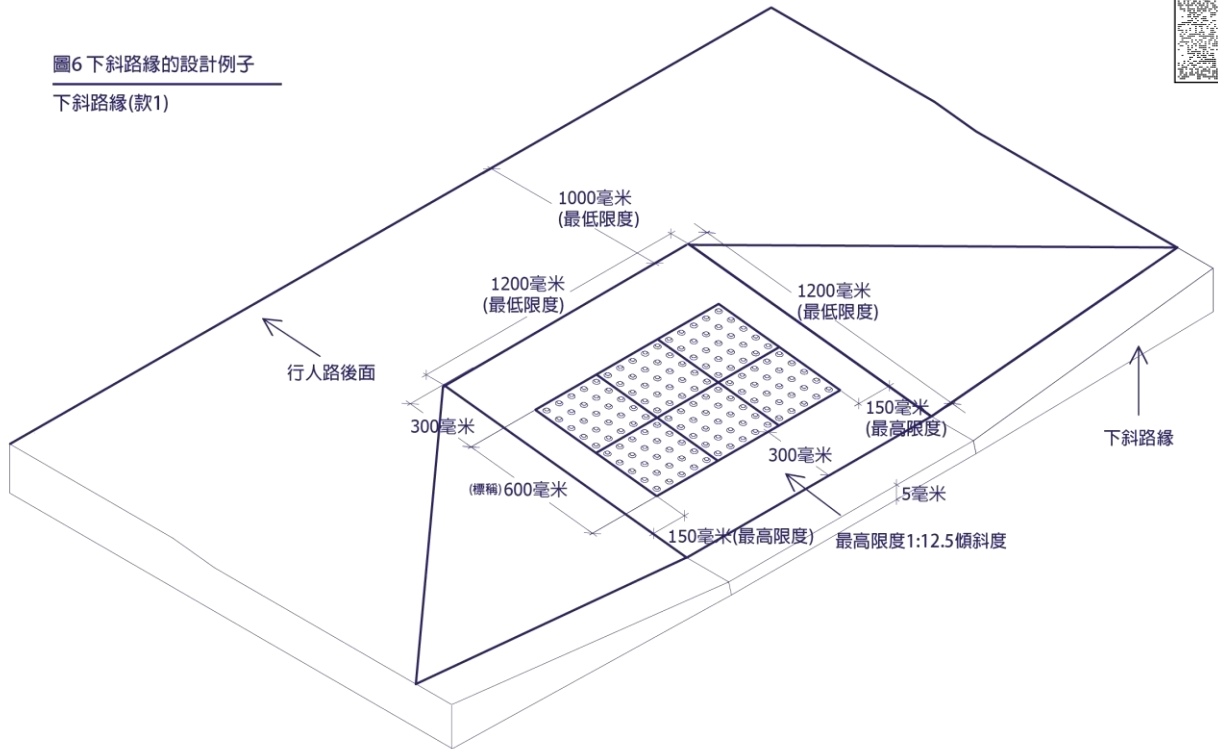 圖6 下斜路緣的設計例子
下斜路緣(款1)
1000毫米
(最低限度)
1200毫米
(最低限度)
1200毫米
(最低限度)
行人路後面
300毫米
150毫米
(最高限度)
下斜路緣
300毫米
(標稱)600毫米
5毫米
150毫米(最高限度)
最高限度1:12.5傾斜度